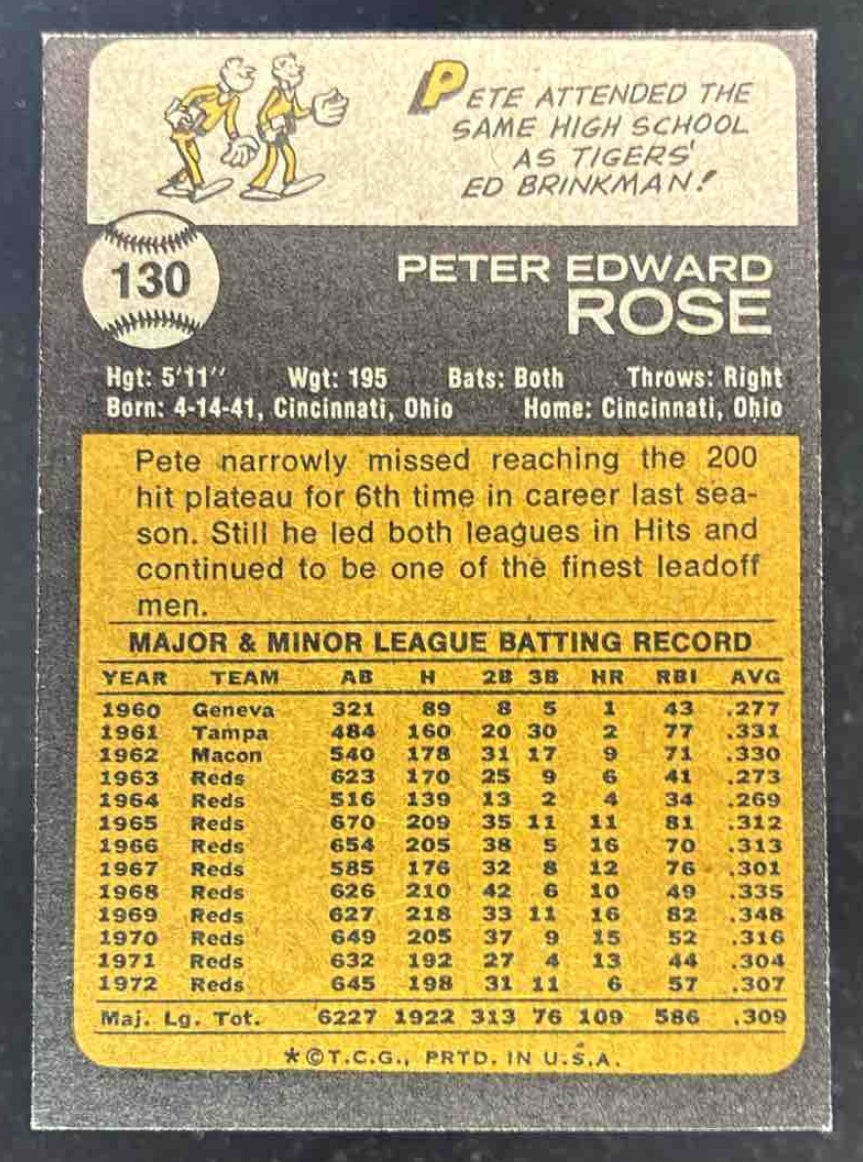 PETE ATTENDED THE
SAME HIGH SCHOOL
AS TIGERS'
ED BRINKMAN!
130
PETER EDWARD
ROSE
Hgt: 5'11'' Wgt: 195 Bats: Both Throws: Right
Born: 4-14-41, Cincinnati, Ohio Home: Cincinnati, Ohio
Pete narrowly missed reaching the 200
hit plateau for 6th time in career last sea-
son. Still he led both leagues in Hits and
continued to be one of the finest leadoff
men.
MAJOR & MINOR LEAGUE BATTING RECORD
YEAR TEAM AB H 2B 3B HR RBI AVG
1960 Geneva 321 89 8 5 1 43 .277
1961 Tampa 484 160 20 30 2 77 .331
1962 Macon 540 178 31 17 9 71 .330
1963 Reds 623 170 25 9 6 41 .273
1964 Reds 516 139 13 2 4 34 .269
1965 Reds 670 209 35 11 11 81 .312
1966 Reds 654 205 38 5 16 70 .313
1967 Reds 585 176 32 8 12 76 .301
1968 Reds 626 210 42 6 10 49 .335
1969 Reds 627 218 33 11 16 82 .348
1970 Reds 649 205 37 9 15 52 .316
1971 Reds 632 192 27 4 13 44 .304
1972 Reds 645 198 31 11 6 57 .307
Maj. Lg. Tot. 6227 1922 313 76 109 586 .309
*©T.C.G., PRTD. IN U.S.A.